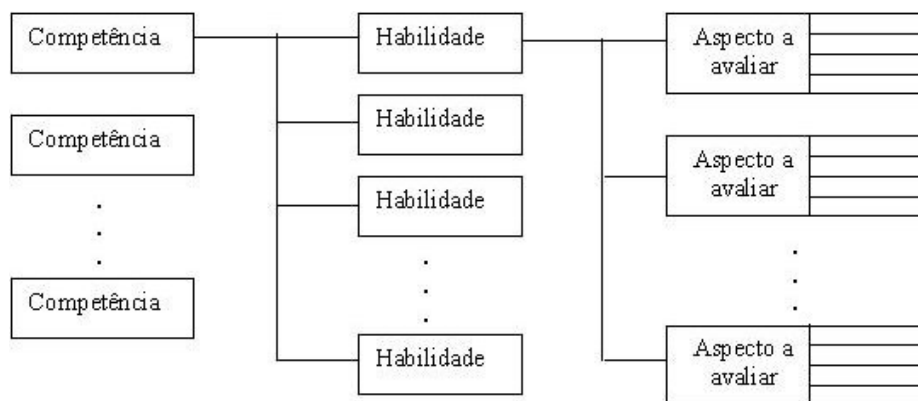 Competência
Competência
Competência
Habilidade
Habilidade
Habilidade
Habilidade
Aspecto a
avaliar
Aspecto a
avaliar
Aspecto a
avaliar